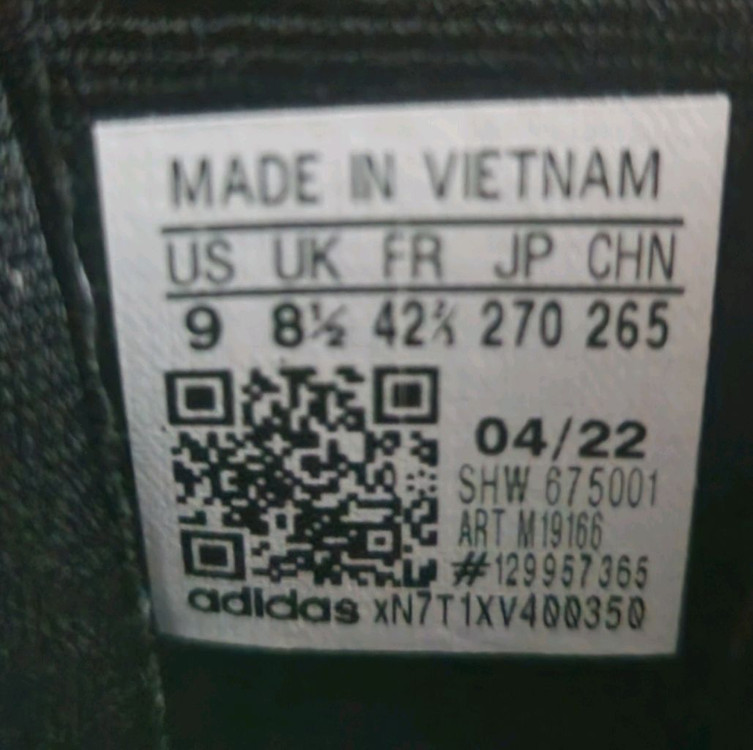 MADE IN VIETNAM
US UK FR JP CHN
9 8½ 42⅔ 270 265
04/22
SHW 675001
ART M19166
#129957365
adidas xN7T1XV400350